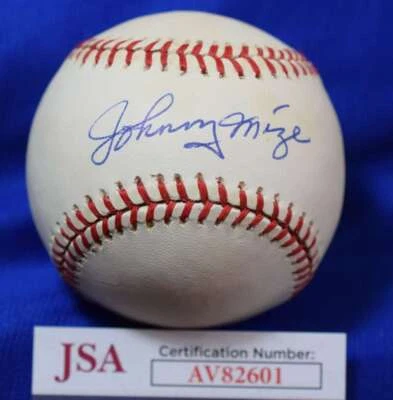 Johnny Mize
JSA
Certification Number:
AV82601